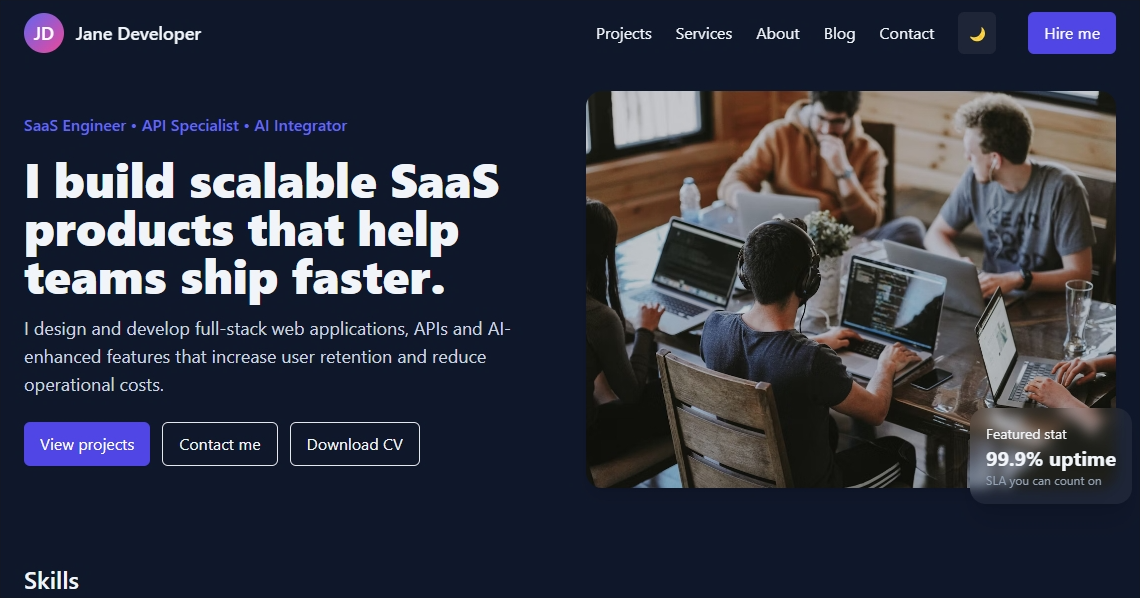 JD
Jane Developer
Projects
Services
About
Blog
Contact
Hire me
SaaS Engineer • API Specialist • AI Integrator
I build scalable SaaS
products that help
teams ship faster.
I design and develop full-stack web applications, APIs and AI-
enhanced features that increase user retention and reduce
operational costs.
View projects
Contact me
Download CV
Featured stat
99.9% uptime
SLA you can count on
Skills